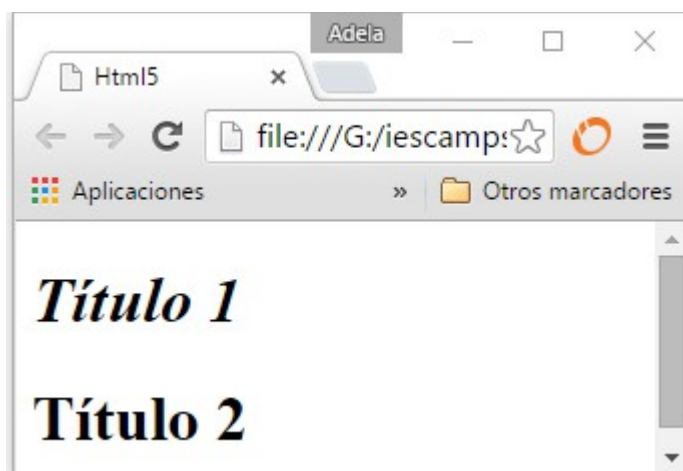 Adela
Html5
file:///G:/iescamps
Aplicaciones » Otros marcadores
Título 1
Título 2